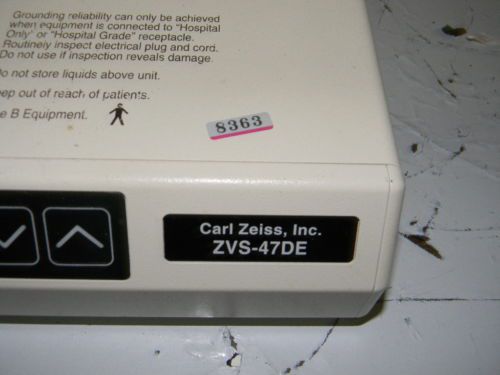 Grounding reliability can only be achieved
when equipment is connected to "Hospital
Only" or "Hospital Grade" receptacle.
Routinely inspect electrical plug and cord.
Do not use if inspection reveals damage.
Do not store liquids above unit.
eep out of reach of patients.
e B Equipment.
8363
Carl Zeiss, Inc.
ZVS-47DE